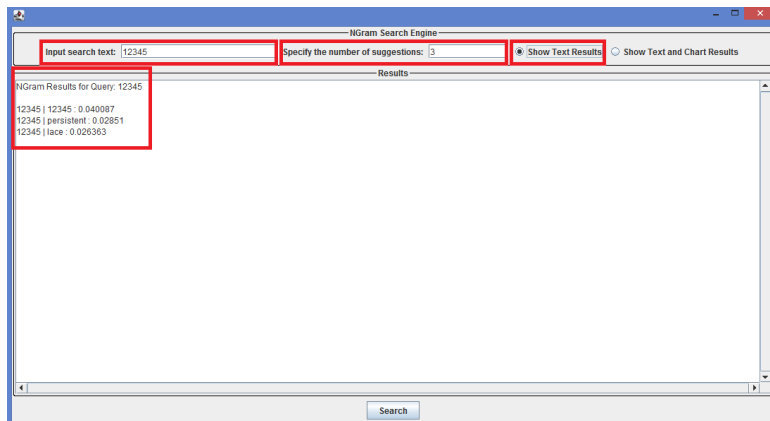 NGram Search Engine
Input search text: 12345 Specify the number of suggestions: 3 Show Text Results Show Text and Chart Results
Results
NGram Results for Query: 12345
12345 | 12345 : 0.040087
12345 | persistent : 0.02851
12345 | lace : 0.026363
Search